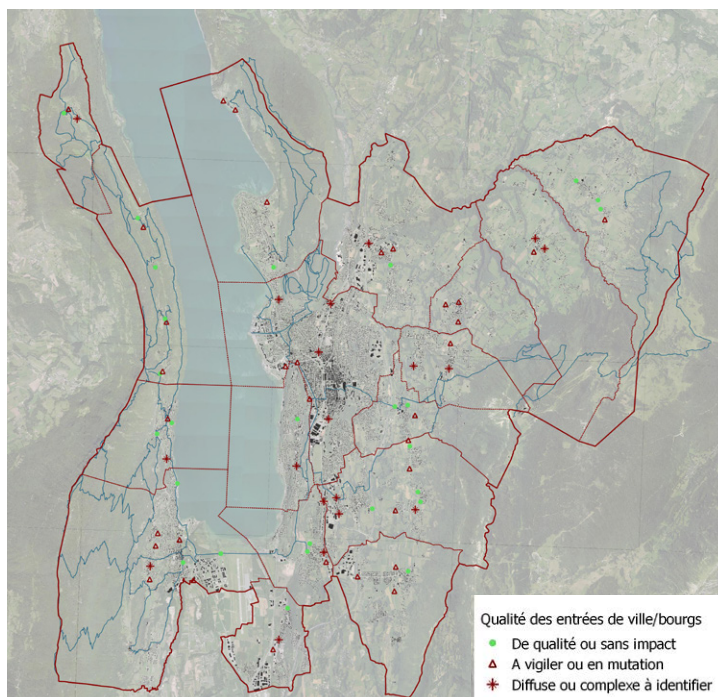 Qualité des entrées de ville/bourgs
De qualité ou sans impact
A vigiler ou en mutation
Diffuse ou complexe à identifier